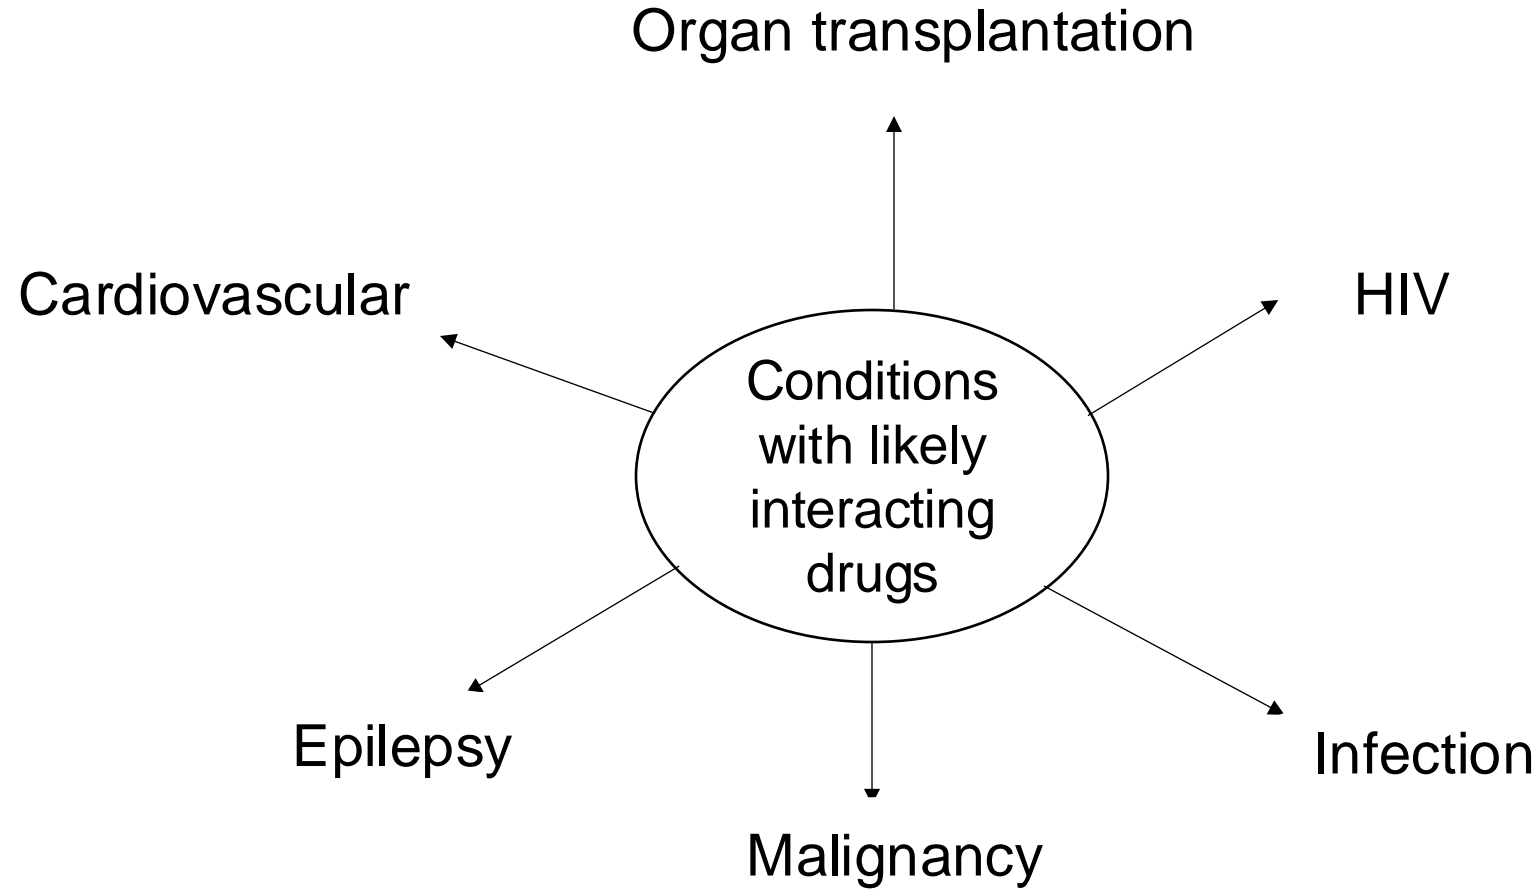 Organ transplantation
Cardiovascular
HIV
Conditions
with likely
interacting
drugs
Epilepsy
Infection
Malignancy